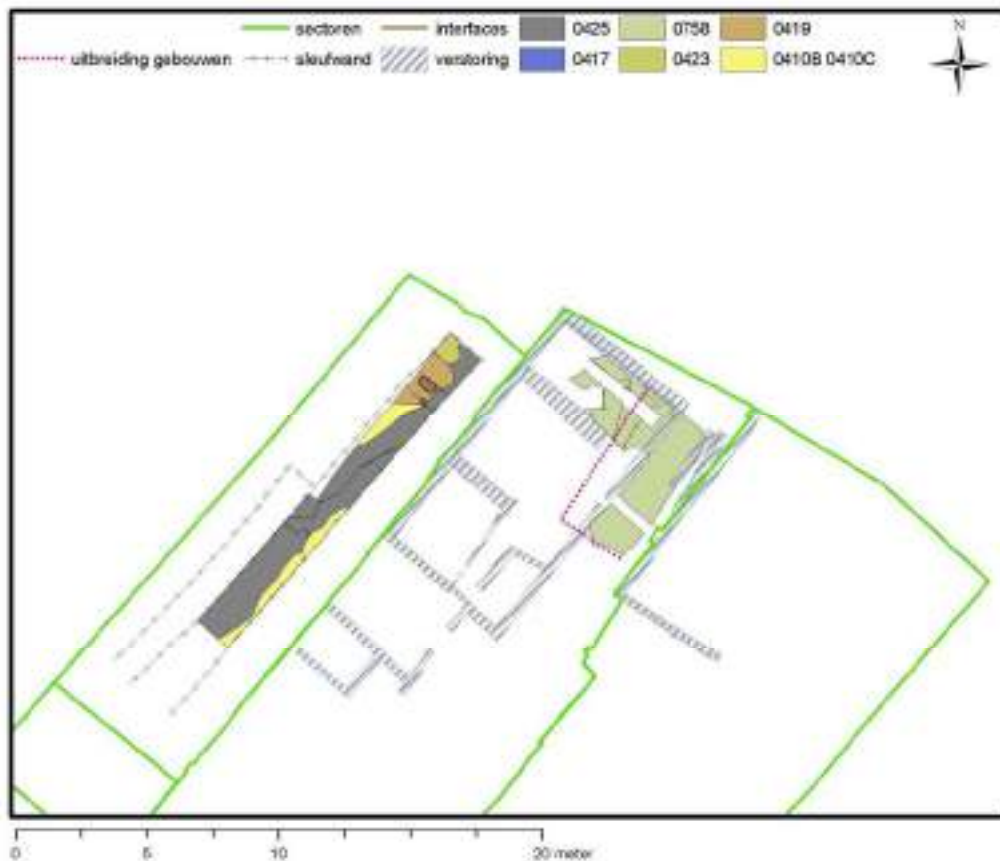 sectoren interfaces 0425 0758 0419 N
uitbreiding gebouwen sleufwand verstoring 0417 0423 0410B 0410C
0 5 10 20 meter